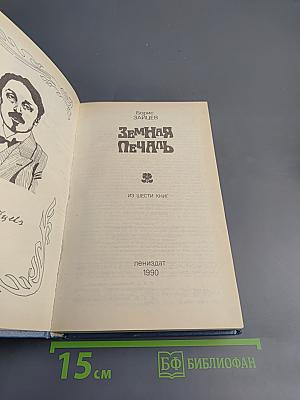 Борис
ЗАЙЦЕВ
ЗЕМНАЯ
ПЕЧАЛЬ
ИЗ ШЕСТИ КНИГ
лениздат
1990
15 см
БФ БИБЛИОФАН